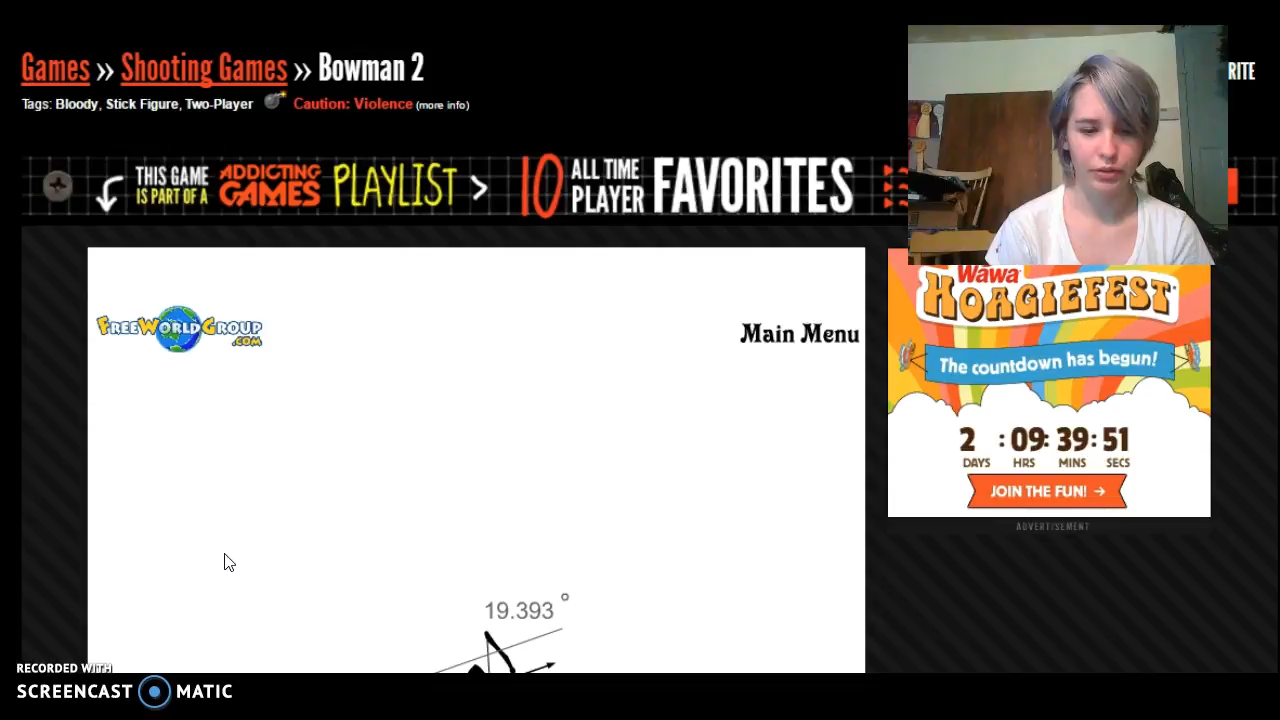 Games » Shooting Games » Bowman 2
RITE
Tags: Bloody, Stick Figure, Two-Player Caution: Violence (more info)
THIS GAME IS PART OF A ADDICTING GAMES PLAYLIST > 10 ALL TIME PLAYER FAVORITES
FREEWORLDGROUP.COM
Main Menu
Wawa
HOAGIEFEST
The countdown has begun!
2 : 09: 39: 51
DAYS HRS MINS SECS
JOIN THE FUN! →
ADVERTISEMENT
19.393 °
RECORDED WITH
SCREENCAST MATIC